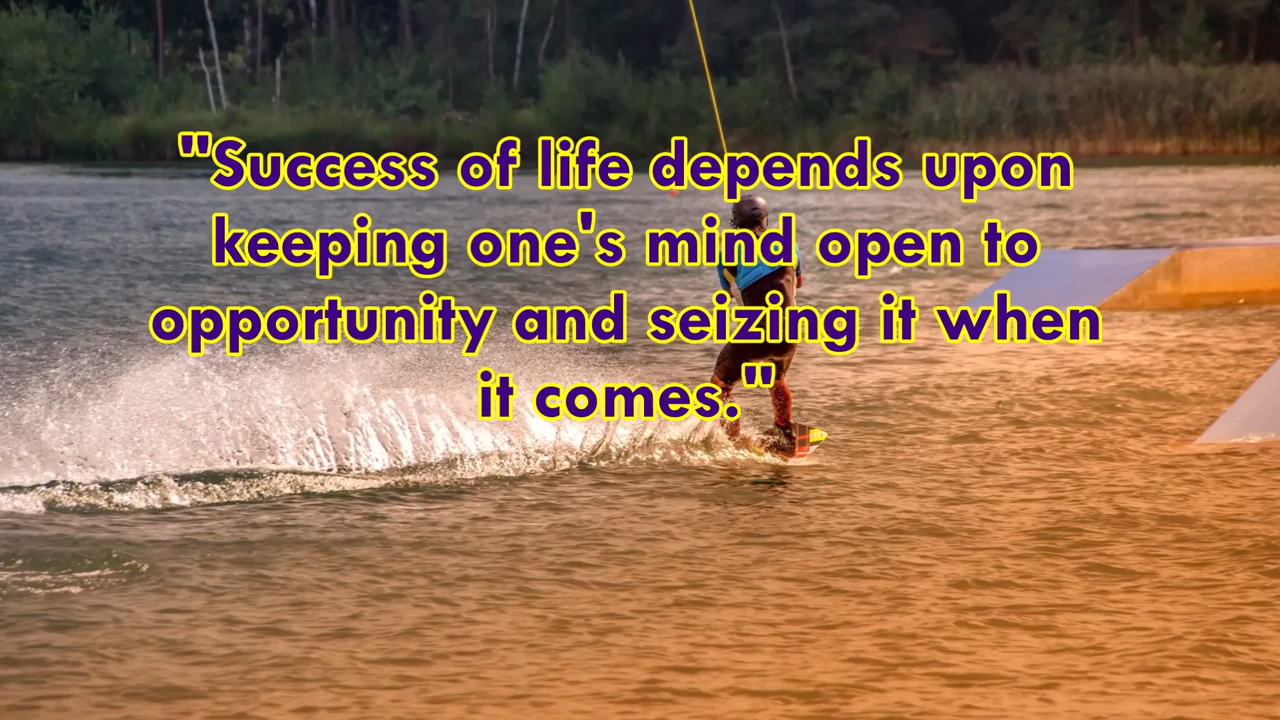 "Success of life depends upon
keeping one's mind open to
opportunity and seizing it when
it comes."